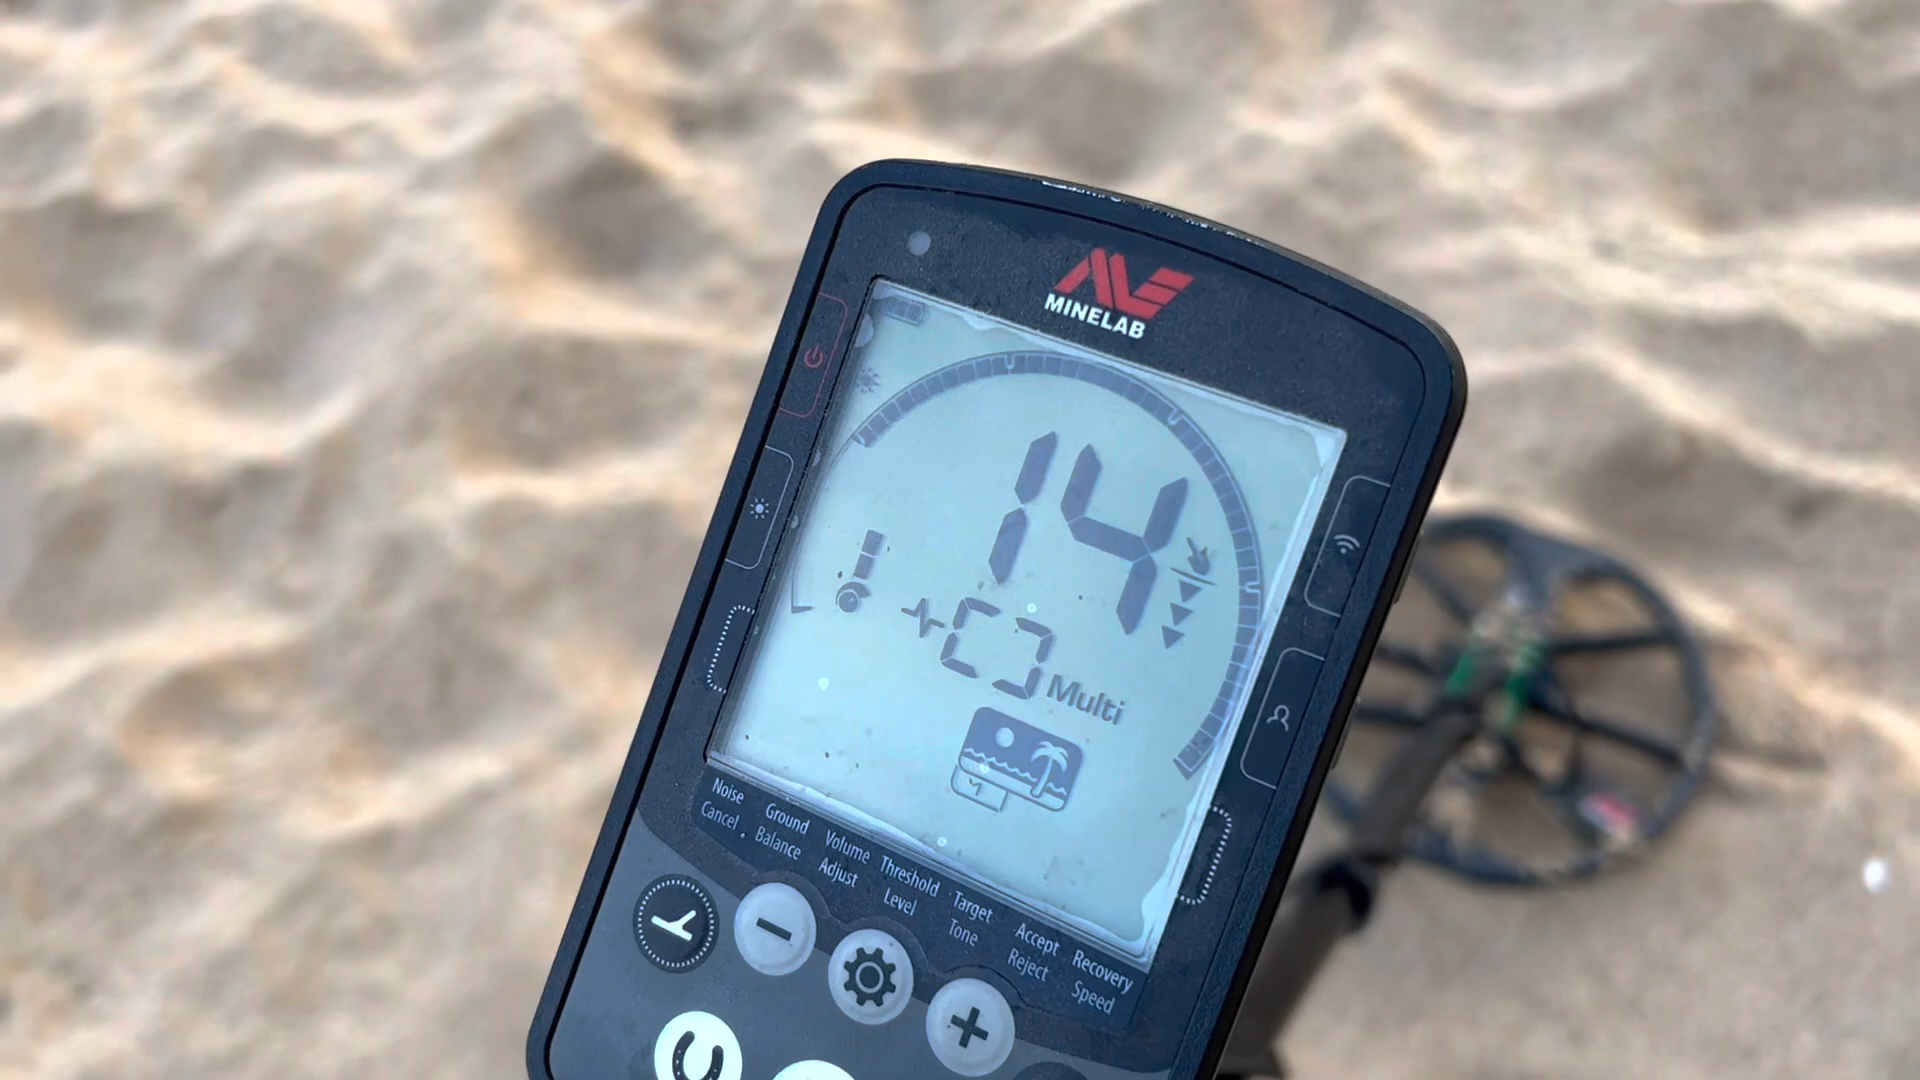 MINELAB
14
Multi
Noise
Cancel
Ground
Balance
Volume
Adjust
Threshold
Level
Target
Tone
Accept
Reject
Recovery
Speed